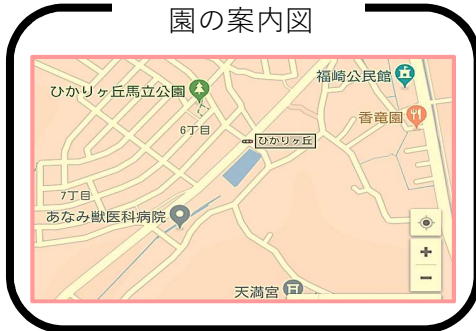 園の案内図
福崎公民館
ひかりヶ丘馬立公園
香竜園
6丁目
ひかりヶ丘
7丁目
あなみ獣医科病院
天満宮